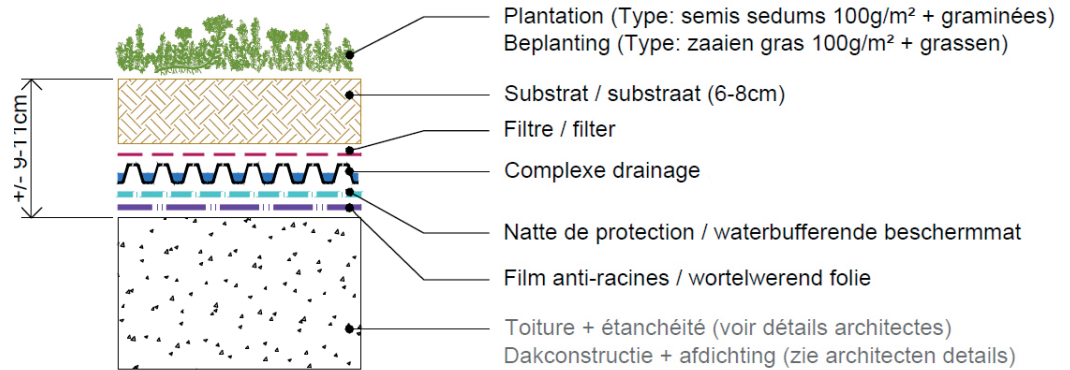 Plantation (Type: semis sedums 100g/m² + graminées)
Beplanting (Type: zaaien gras 100g/m² + grassen)
Substrat / substraat (6-8cm)
Filtre / filter
Complexe drainage
Natte de protection / waterbufferende beschermmat
Film anti-racines / wortelwerend folie
Toiture + étanchéité (voir détails architectes)
Dakconstructie + afdichting (zie architecten details)
+/- 9-11cm